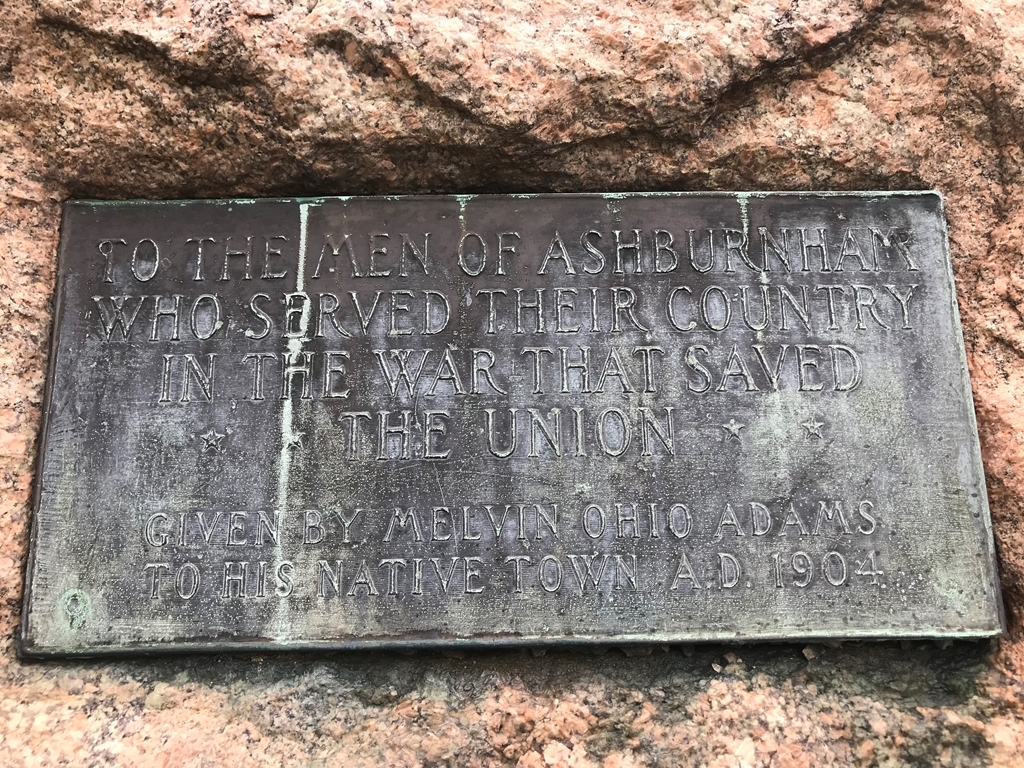 TO THE MEN OF ASHBURNHAM
WHO SERVED THEIR COUNTRY
IN THE WAR THAT SAVED
THE UNION
GIVEN BY MELVIN OHIO ADAMS
TO HIS NATIVE TOWN A.D. 1904